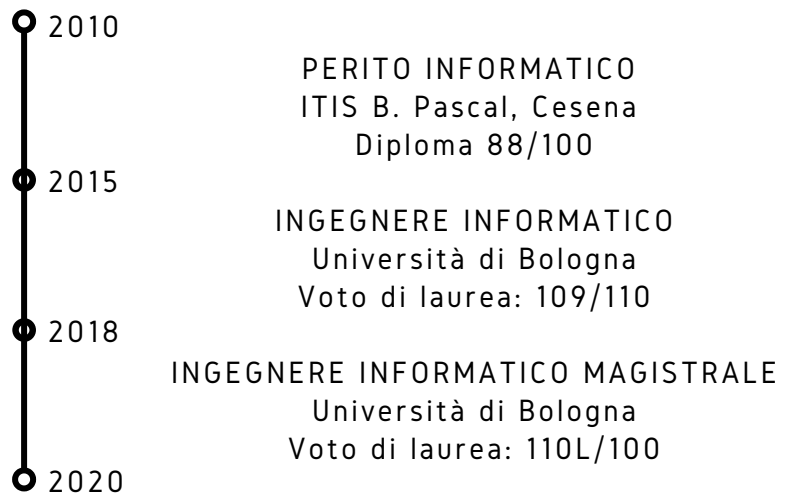 2010
PERITO INFORMATICO
ITIS B. Pascal, Cesena
Diploma 88/100
2015
INGEGNERE INFORMATICO
Università di Bologna
Voto di laurea: 109/110
2018
INGEGNERE INFORMATICO MAGISTRALE
Università di Bologna
Voto di laurea: 110L/100
2020